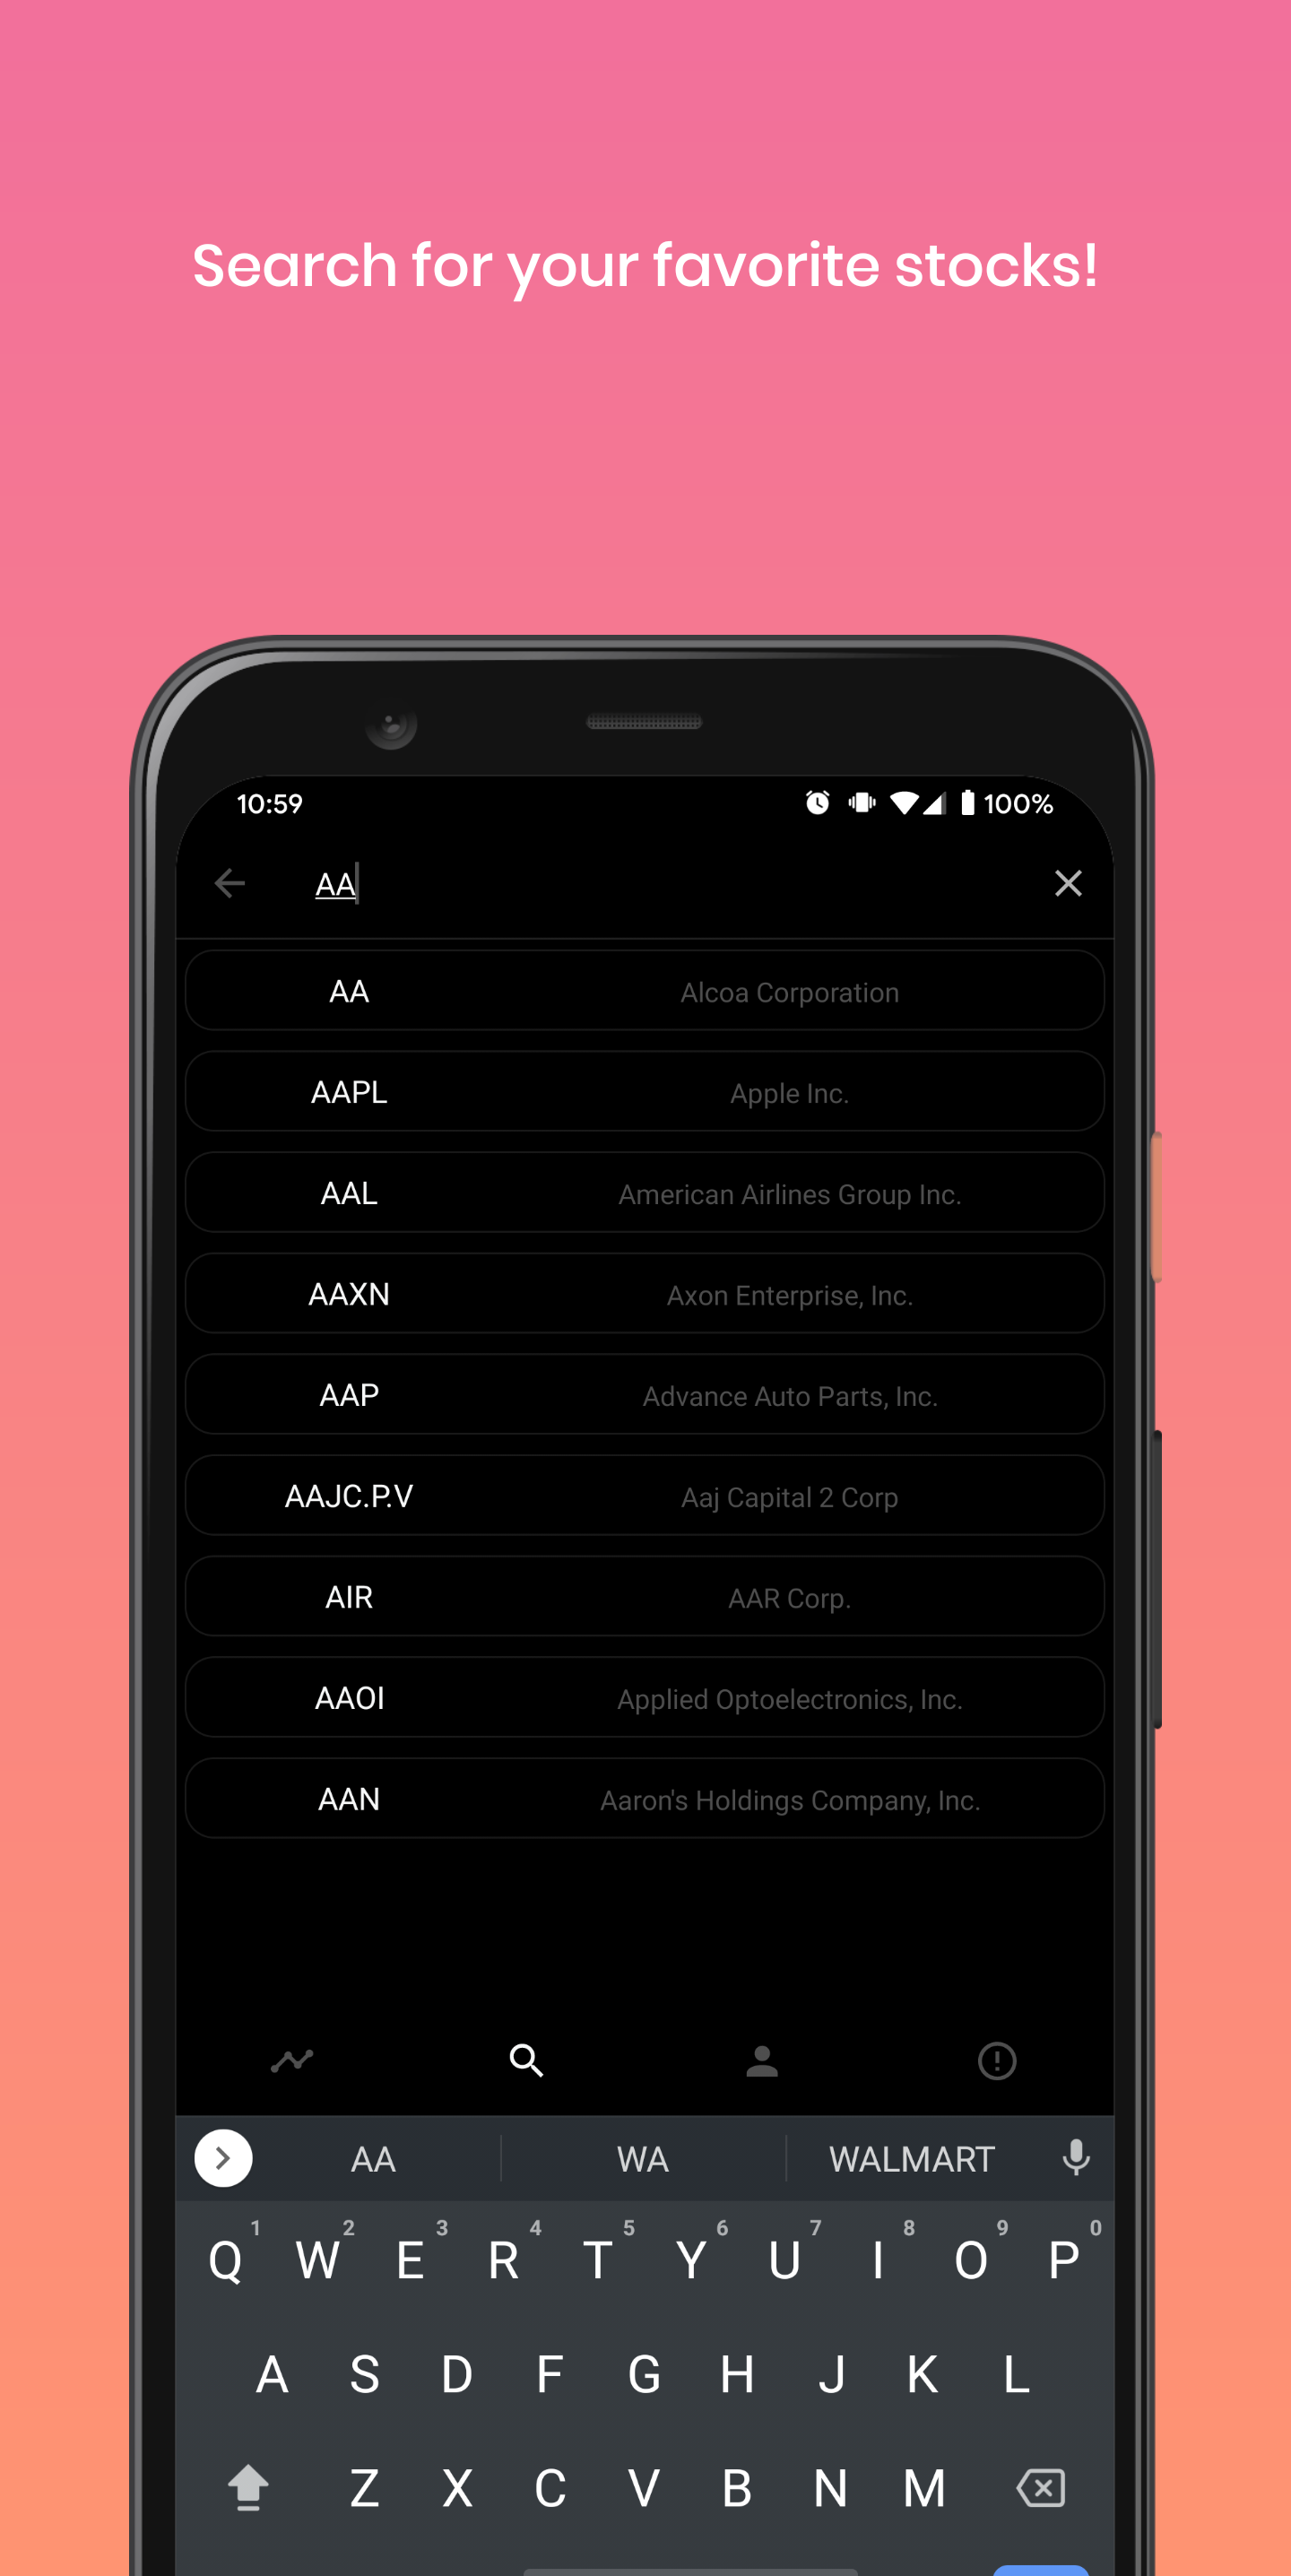 Search for your favorite stocks!
10:59 100%
AA
AA Alcoa Corporation
AAPL Apple Inc.
AAL American Airlines Group Inc.
AAXN Axon Enterprise, Inc.
AAP Advance Auto Parts, Inc.
AAJC.P.V Aaj Capital 2 Corp
AIR AAR Corp.
AAOI Applied Optoelectronics, Inc.
AAN Aaron's Holdings Company, Inc.
AA WA WALMART
Q 1 W 2 E 3 R 4 T 5 Y 6 U 7 I 8 O 9 P 0
A S D F G H J K L
Z X C V B N M